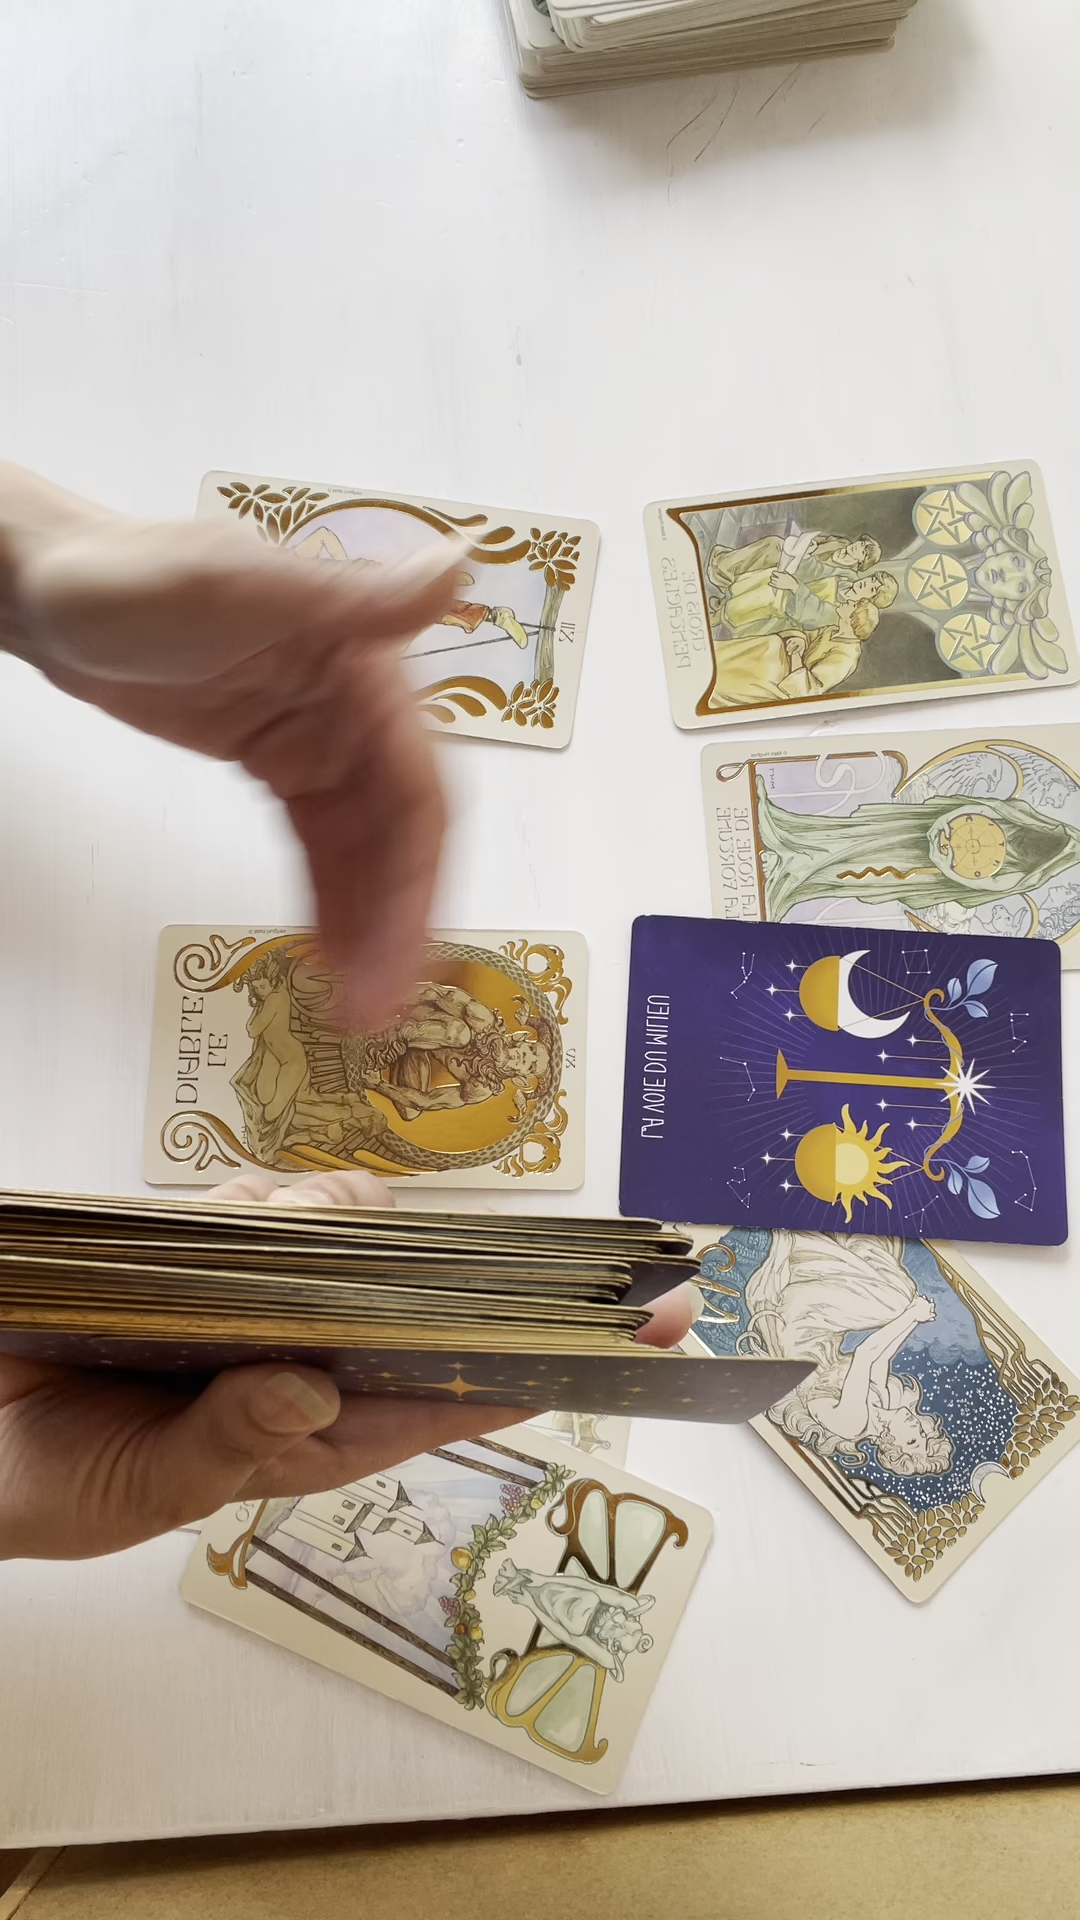 XII
TROIS DE
PENTACLES
LA ROUE DE
LA FORTUNE
LE
DIABLE
XV
LA VOIE DU MILIEU